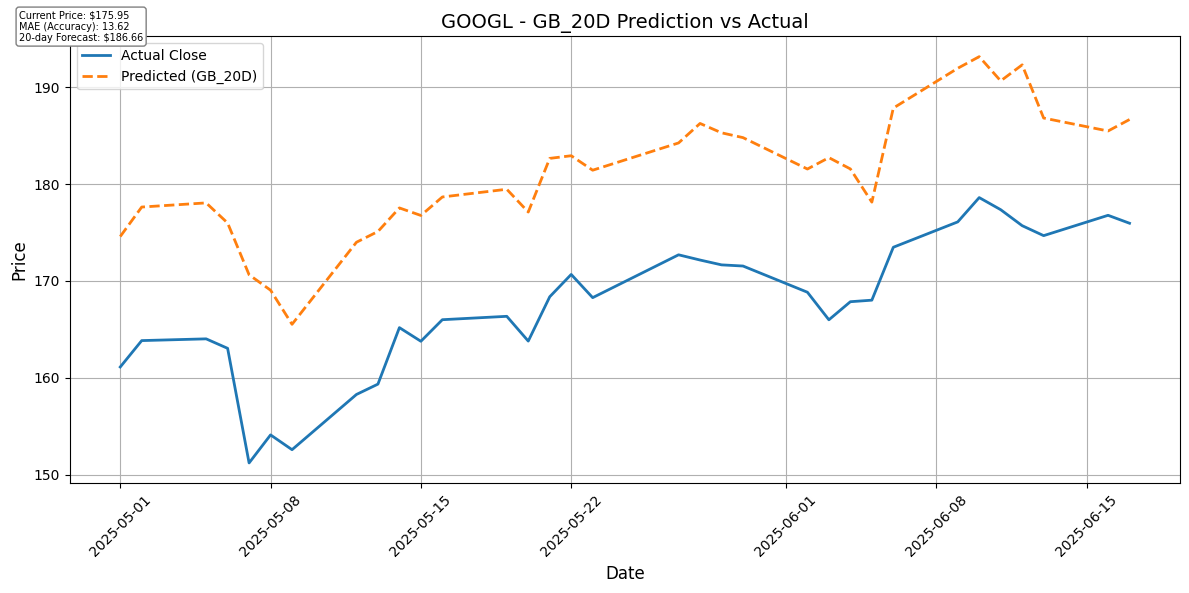 GOOGL - GB_20D Prediction vs Actual
Current Price: $175.95
MAE (Accuracy): 13.62
20-day Forecast: $186.66
Actual Close
Predicted (GB_20D)
Price
190
180
170
160
150
2025-05-01
2025-05-08
2025-05-15
2025-05-22
2025-06-01
2025-06-08
2025-06-15
Date